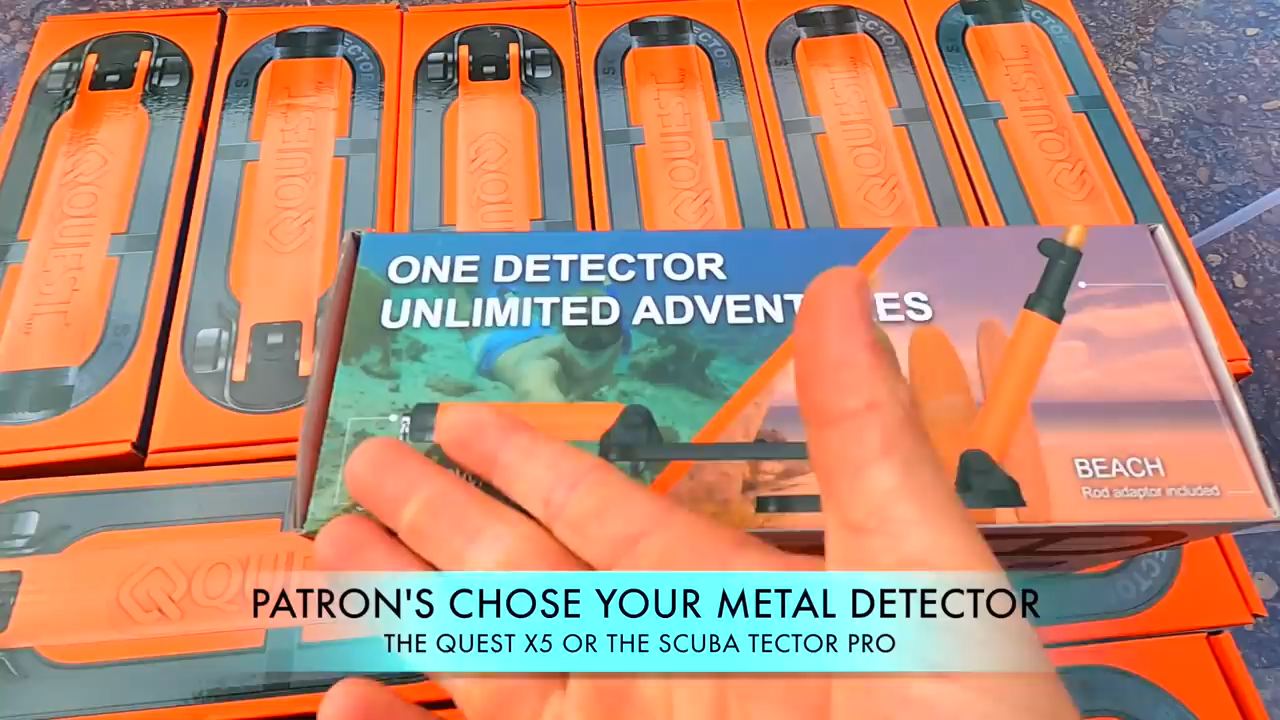 QUEST
QUEST
QUEST
QUEST
QUEST
QUEST
ONE DETECTOR
UNLIMITED ADVENT ES
BEACH
Rod adaptor included
PATRON'S CHOSE YOUR METAL DETECTOR
THE QUEST X5 OR THE SCUBA TECTOR PRO